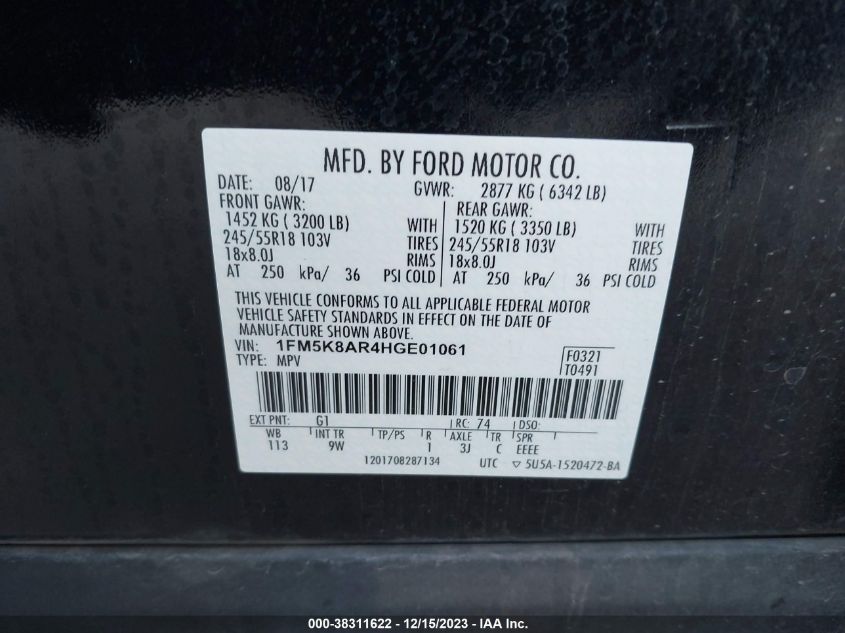 MFD. BY FORD MOTOR CO.
DATE: 08/17 GVWR: 2877 KG ( 6342 LB)
FRONT GAWR: REAR GAWR:
1452 KG ( 3200 LB) WITH 1520 KG ( 3350 LB) WITH
245/55R18 103V TIRES 245/55R18 103V TIRES
18x8.0J RIMS 18x8.0J RIMS
AT 250 kPa/ 36 PSI COLD AT 250 kPa/ 36 PSI COLD
THIS VEHICLE CONFORMS TO ALL APPLICABLE FEDERAL MOTOR
VEHICLE SAFETY STANDARDS IN EFFECT ON THE DATE OF
MANUFACTURE SHOWN ABOVE.
VIN: 1FM5K8AR4HGE01061 F0321
TYPE: MPV T0491
EXT PNT: G1 RC: 74 DSO:
WB INT TR TP/PS R AXLE TR SPR
113 9W 1 3J C EEEE
1201708287134 UTC ▽ 5U5A-1520472-BA
000-38311622 - 12/15/2023 - IAA Inc.